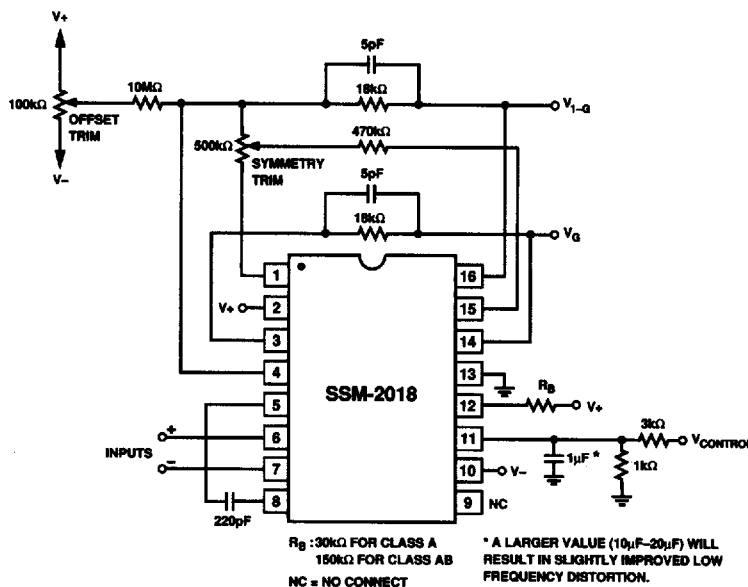 V+
5pF
10MΩ
18kΩ
V1-G
100kΩ
OFFSET
TRIM
470kΩ
500kΩ
SYMMETRY
TRIM
V−
5pF
18kΩ
VG
1
16
V+
2
15
3
14
SSM-2018
4
13
RB
5
12
V+
3kΩ
+
6
11
VCONTROL
INPUTS
1μF *
1kΩ
−
7
10
V−
8
9
NC
220pF
RB : 30kΩ FOR CLASS A
150kΩ FOR CLASS AB
NC = NO CONNECT
* A LARGER VALUE (10μF–20μF) WILL
RESULT IN SLIGHTLY IMPROVED LOW
FREQUENCY DISTORTION.